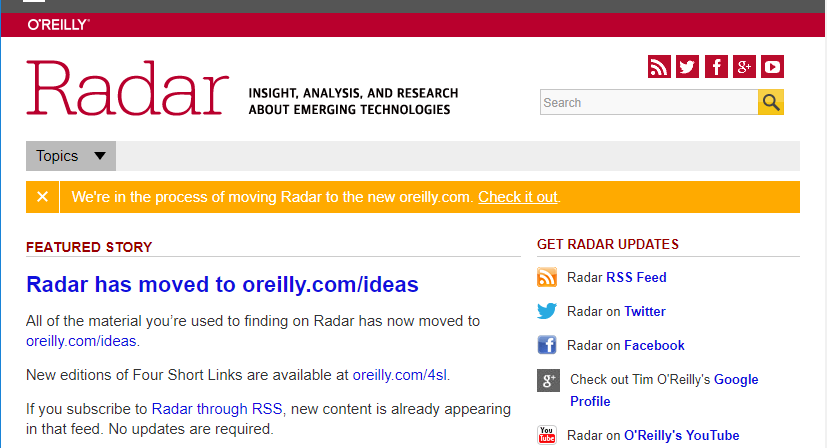 O'REILLY®
Radar
INSIGHT, ANALYSIS, AND RESEARCH
ABOUT EMERGING TECHNOLOGIES
g+
Search
Topics
We're in the process of moving Radar to the new oreilly.com. Check it out.
FEATURED STORY
Radar has moved to oreilly.com/ideas
All of the material you’re used to finding on Radar has now moved to
oreilly.com/ideas.
New editions of Four Short Links are available at oreilly.com/4sl.
If you subscribe to Radar through RSS, new content is already appearing
in that feed. No updates are required.
GET RADAR UPDATES
Radar RSS Feed
Radar on Twitter
Radar on Facebook
g+
Check out Tim O'Reilly's Google
Profile
You
Tube
Radar on O'Reilly's YouTube